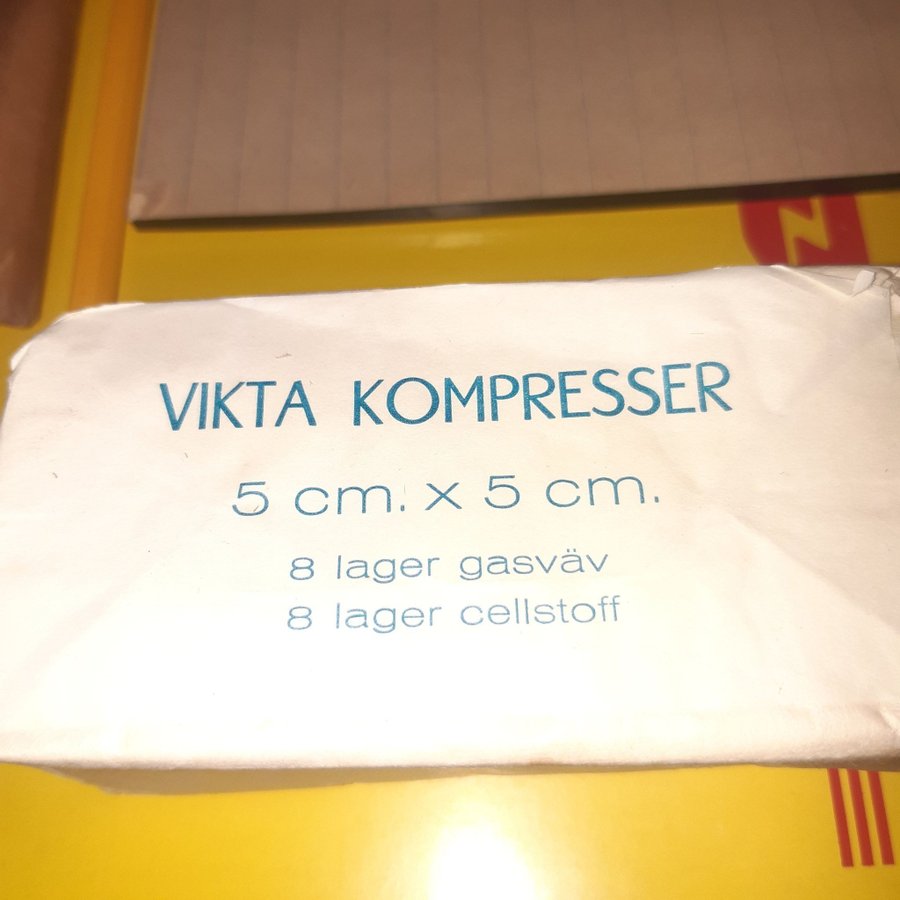 VIKTA KOMPRESSER
5 cm. x 5 cm.
8 lager gasväv
8 lager cellstoff